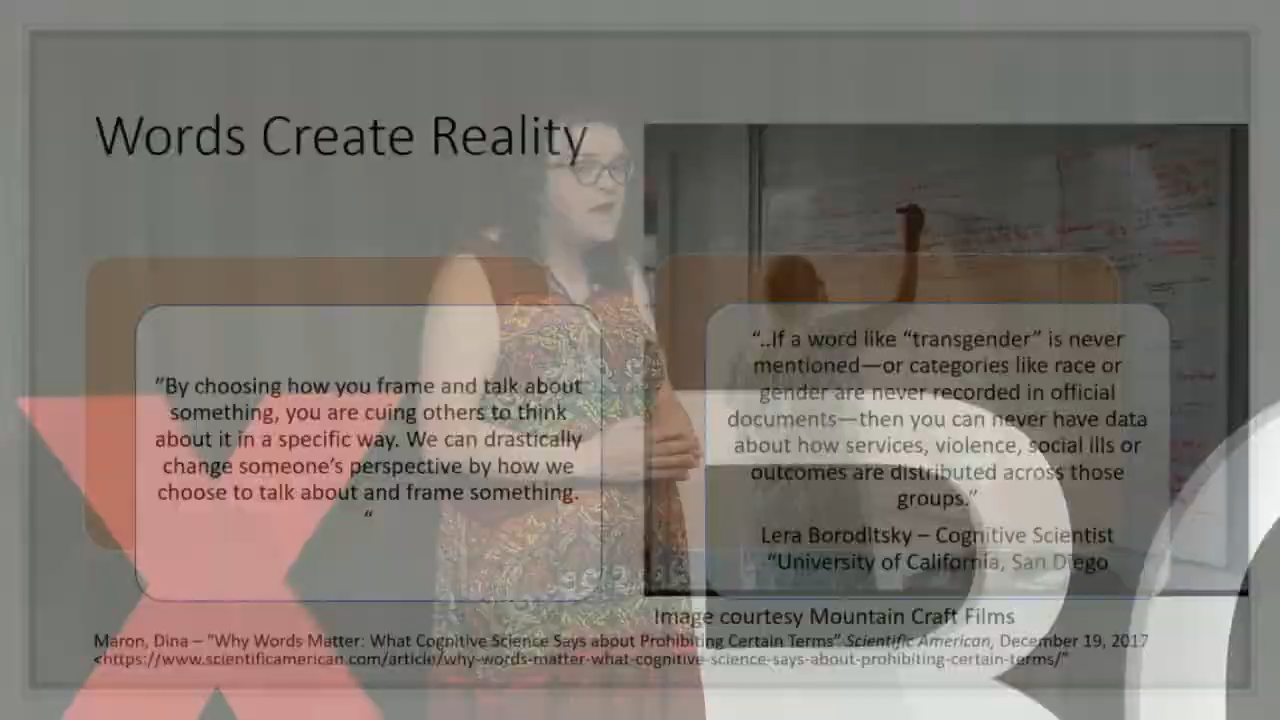 Words Create Reality
"By choosing how you frame and talk about
something, you are cuing others to think
about it in a specific way. We can drastically
change someone's perspective by how we
choose to talk about and frame something.
"
"..If a word like "transgender" is never
mentioned—or categories like race or
gender are never recorded in official
documents—then you can never have data
about how services, violence, social ills or
outcomes are distributed across those
groups."
Lera BorodItsky – Cognitive Scientist
"University of California, San Diego
Image courtesy Mountain Craft Films
Maron, Dina – "Why Words Matter: What Cognitive Science Says about Prohibiting Certain Terms" Scientific American, December 19, 2017
<https://www.scientificamerican.com/article/why-words-matter-what-cognitive-science-says-about-prohibiting-certain-terms/"
X